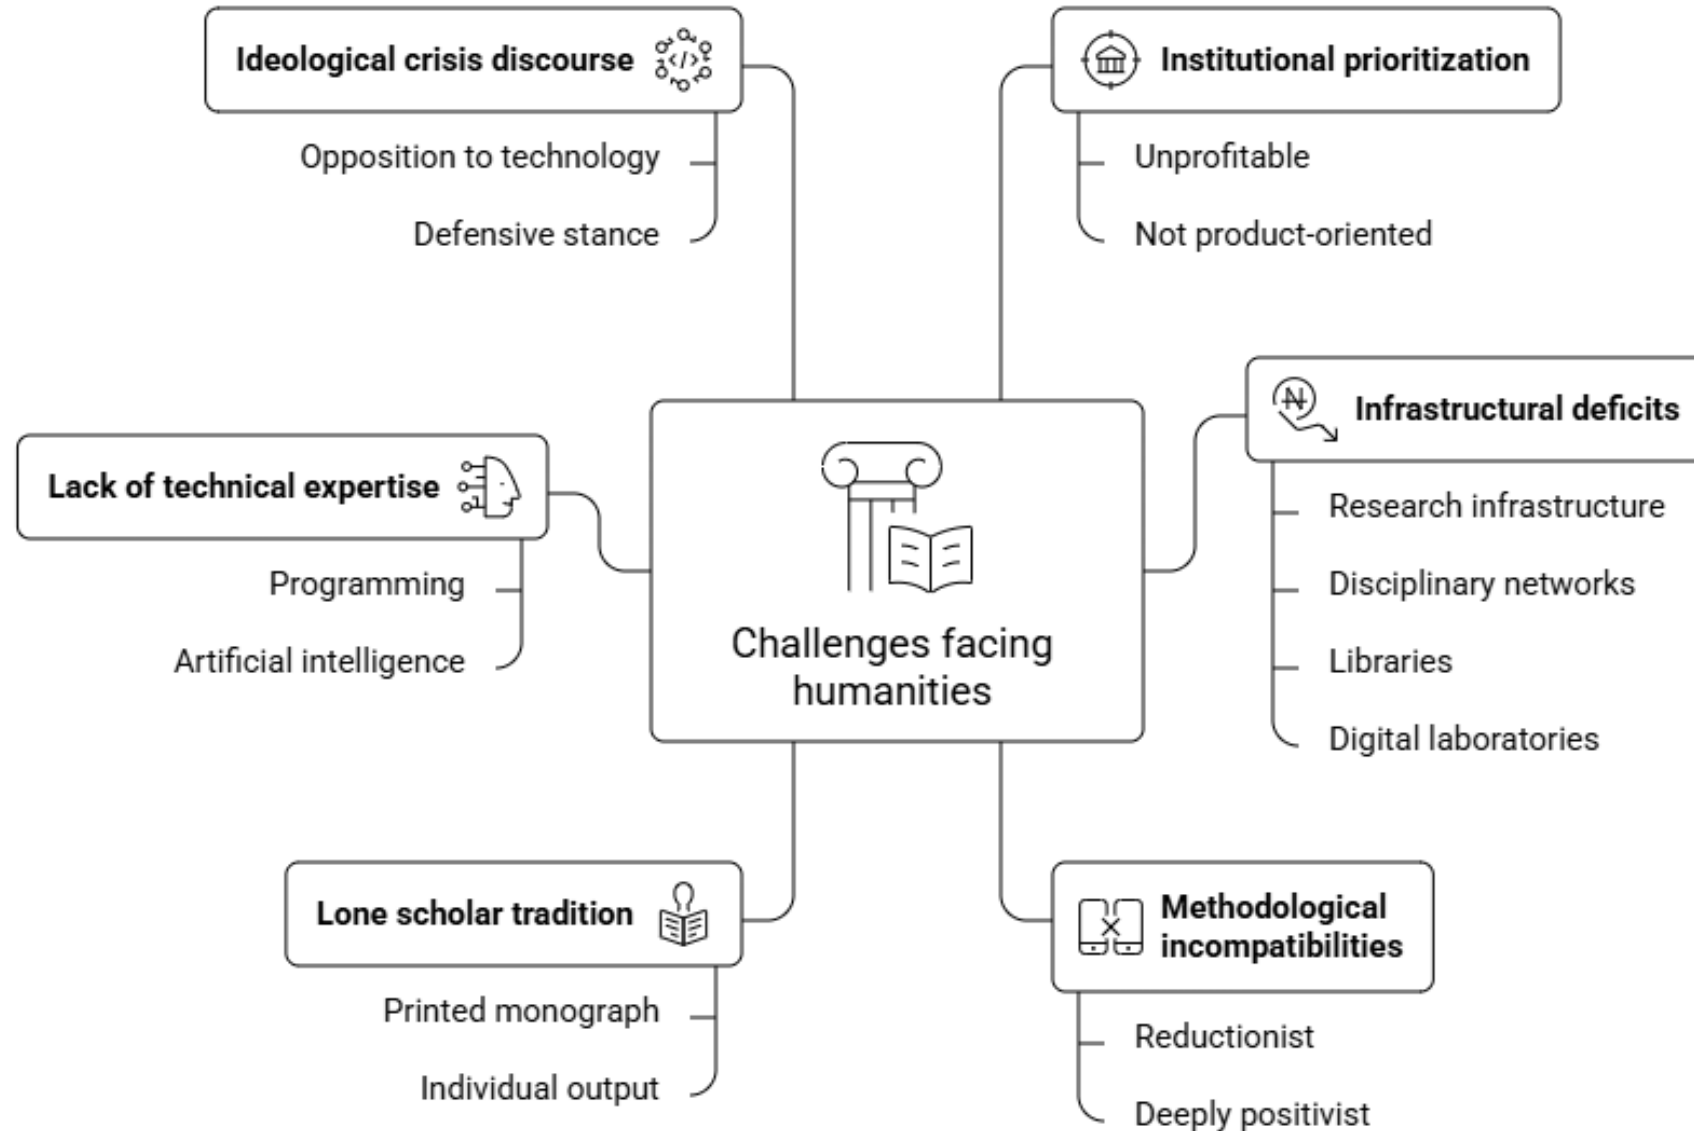 Ideological crisis discourse
Opposition to technology
Defensive stance
Institutional prioritization
Unprofitable
Not product-oriented
Lack of technical expertise
Programming
Artificial intelligence
Challenges facing
humanities
Infrastructural deficits
Research infrastructure
Disciplinary networks
Libraries
Digital laboratories
Lone scholar tradition
Printed monograph
Individual output
Methodological
incompatibilities
Reductionist
Deeply positivist